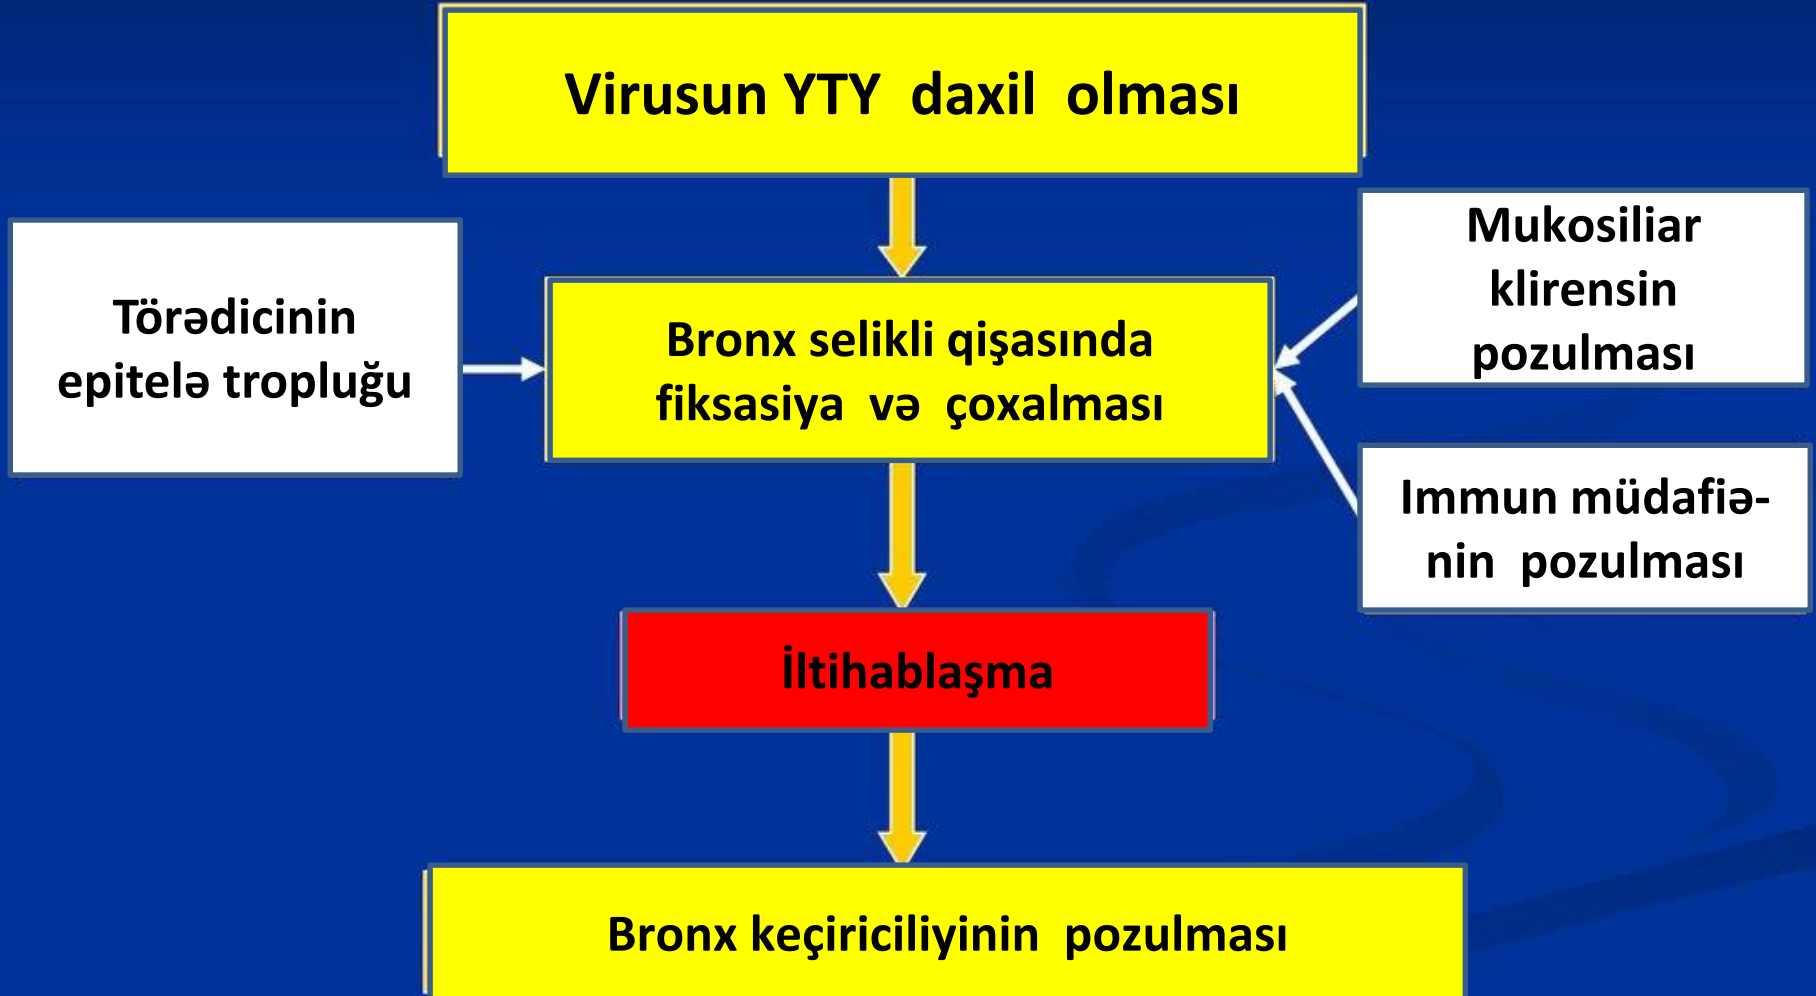 Virusun YTY daxil olması
Törədicinin
epitelə tropluğu
Bronx selikli qişasında
fiksasiya və çoxalması
Mukosiliar
klirensin
pozulması
Immun müdafiə-
nin pozulması
İltihablaşma
Bronx keçiriciliyinin pozulması